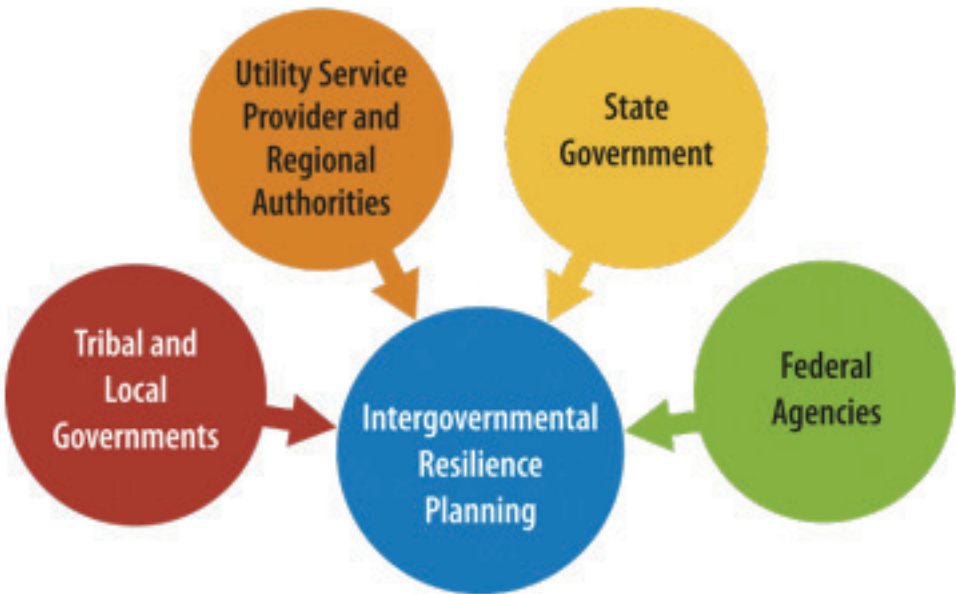 Utility Service
Provider and
Regional
Authorities
State
Government
Tribal and
Local
Governments
Intergovernmental
Resilience
Planning
Federal
Agencies